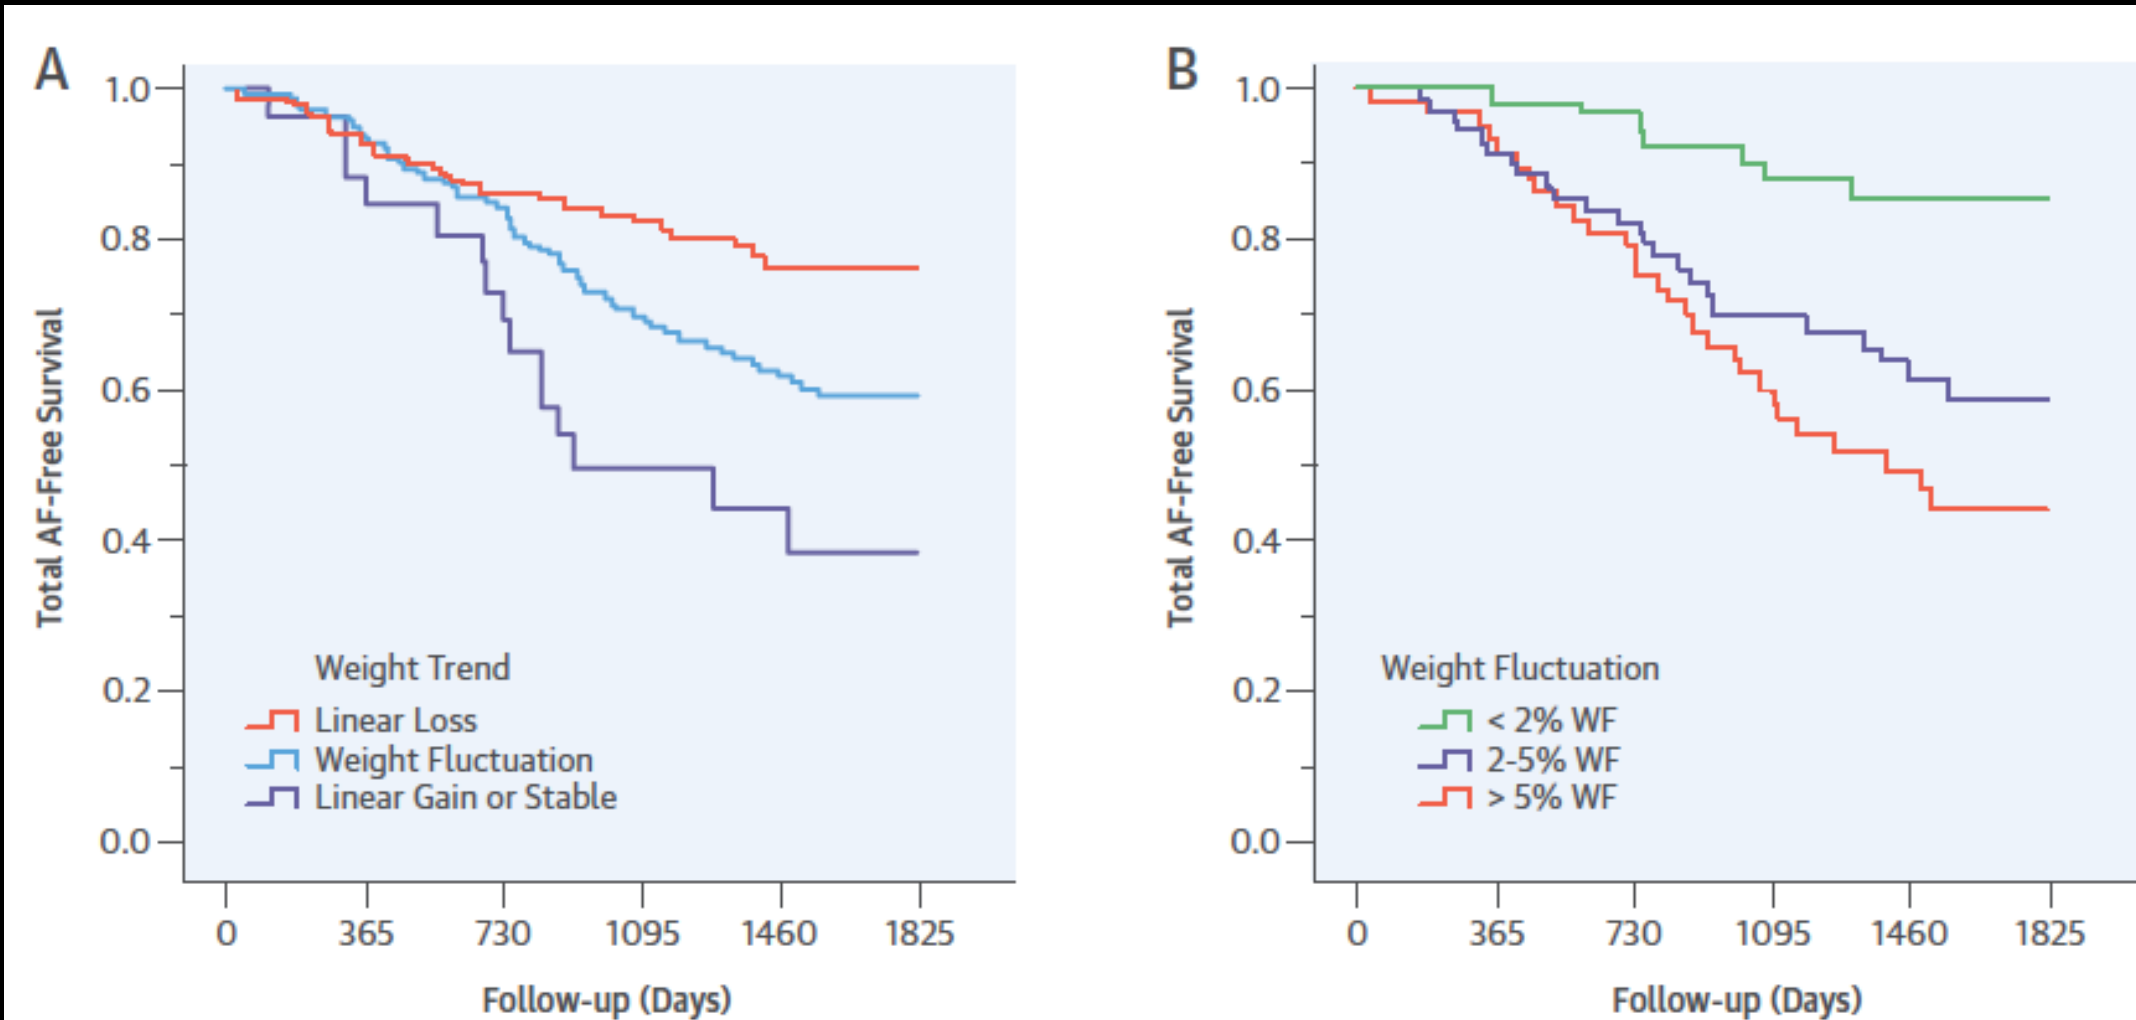 A
Total AF-Free Survival
1.0
0.8
0.6
0.4
0.2
0.0
Weight Trend
Linear Loss
Weight Fluctuation
Linear Gain or Stable
0 365 730 1095 1460 1825
Follow-up (Days)
B
Total AF-Free Survival
1.0
0.8
0.6
0.4
0.2
0.0
Weight Fluctuation
< 2% WF
2-5% WF
> 5% WF
0 365 730 1095 1460 1825
Follow-up (Days)